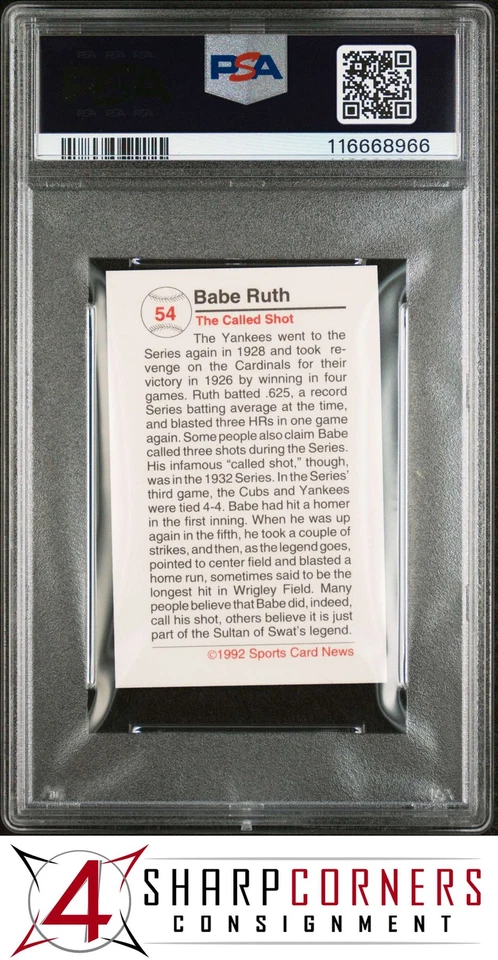 PSA
116668966
54
Babe Ruth
The Called Shot
The Yankees went to the
Series again in 1928 and took re-
venge on the Cardinals for their
victory in 1926 by winning in four
games. Ruth batted .625, a record
Series batting average at the time,
and blasted three HRs in one game
again. Some people also claim Babe
called three shots during the Series.
His infamous “called shot,” though,
was in the 1932 Series. In the Series'
third game, the Cubs and Yankees
were tied 4-4. Babe had hit a homer
in the first inning. When he was up
again in the fifth, he took a couple of
strikes, and then, as the legend goes,
pointed to center field and blasted a
home run, sometimes said to be the
longest hit in Wrigley Field. Many
people believe that Babe did, indeed,
call his shot, others believe it is just
part of the Sultan of Swat's legend.
©1992 Sports Card News
4
SHARPCORNERS
CONSIGNMENT